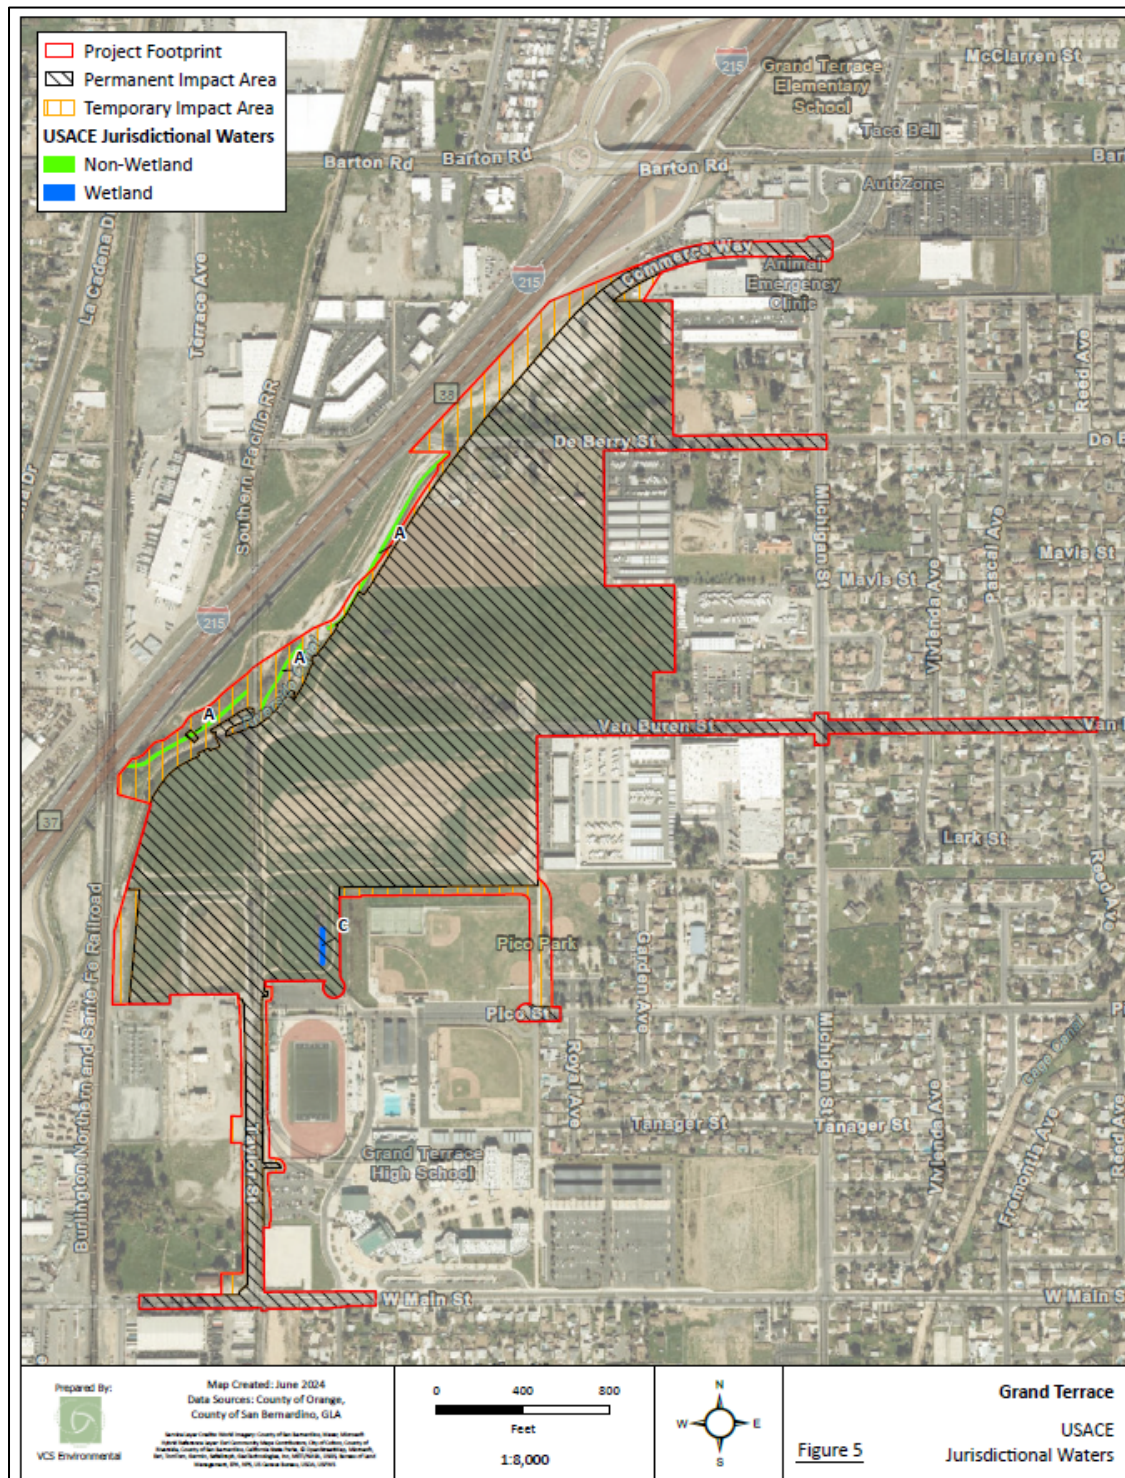 Project Footprint
Permanent Impact Area
Temporary Impact Area
USACE Jurisdictional Waters
Non-Wetland
Wetland
215
McClarren St
Grand Terrace
Elementary
School
Taco Bell
Barton Rd
Barton Rd
Barton Rd
AutoZone
La Cadena Dr
Terrace Ave
Commerce Way
Animal
Emergency
Clinic
215
Reed Ave
38
De Berry St
Southern Pacific RR
Michigan St
Vivienda Ave
Pascal Ave
A
Mavis St
Mavis St
215
A
A
Van Buren St
37
Lark St
Reed Ave
Burlington Northern and Santa Fe Railroad
C
Pico Park
Garden Ave
Pico St
Royal Ave
Michigan St
Gage Canal
Tanager St
Tanager St
Vivienda Ave
Fremontia Ave
Reed Ave
Grand Terrace
High School
W Main St
W Main S
Prepared By:
VCS Environmental
Map Created: June 2024
Data Sources: County of Orange,
County of San Bernardino, GLA
0 400 800
Feet
1:8,000
N
W E
S
Figure 5
Grand Terrace
USACE
Jurisdictional Waters